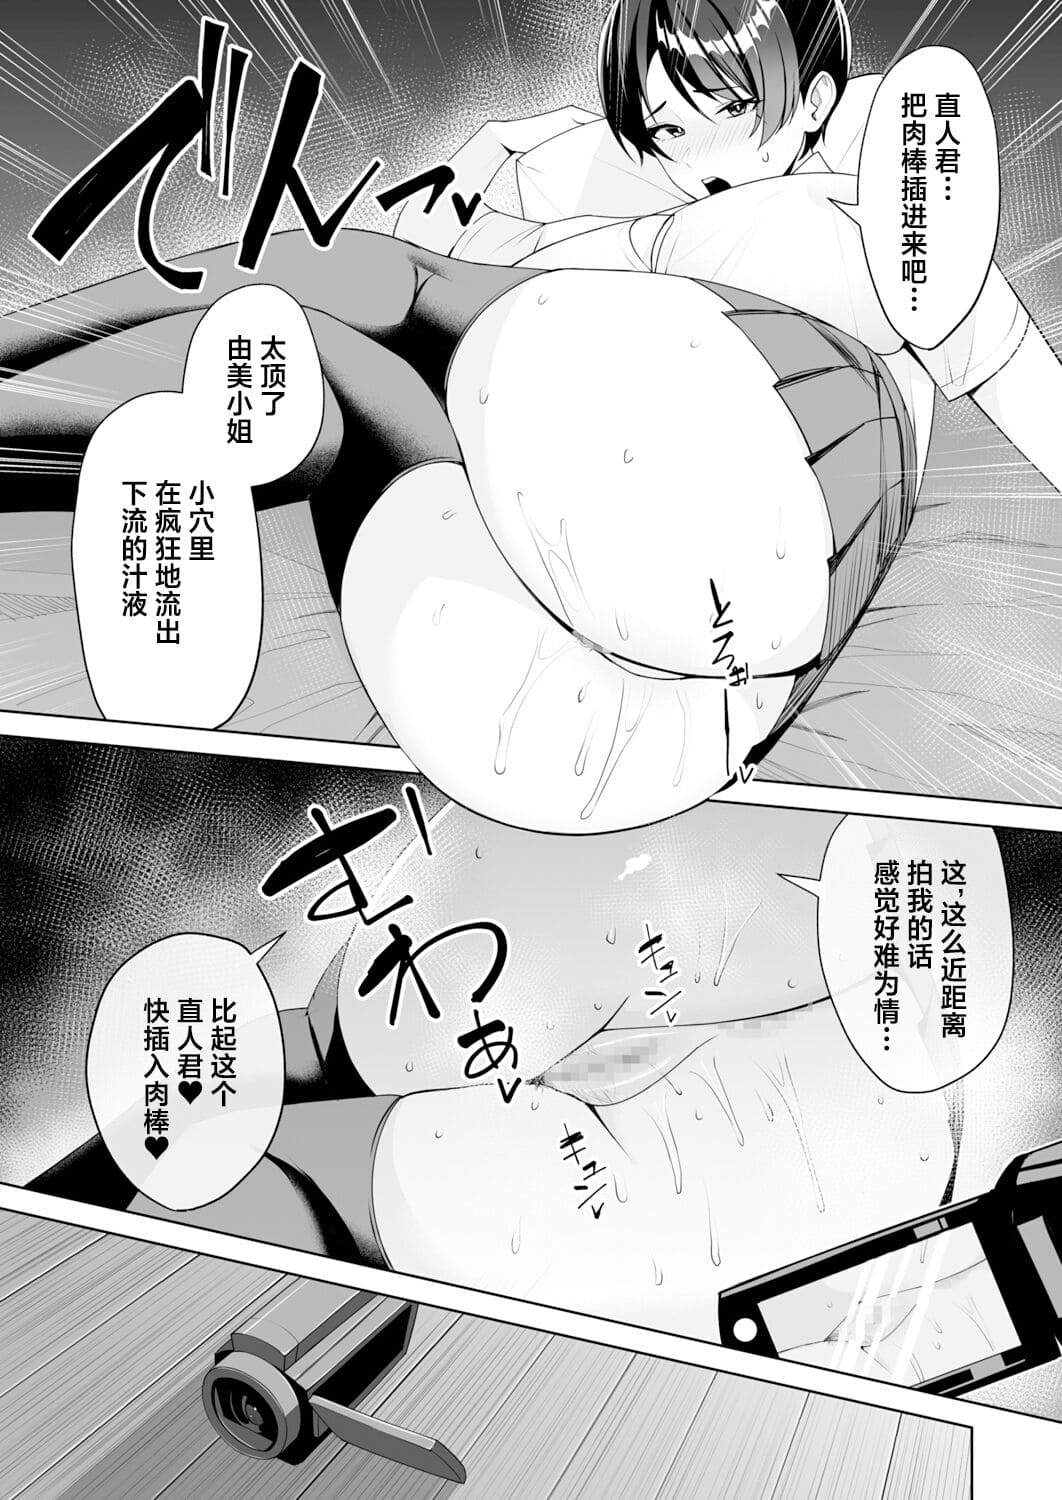 直人君…
把肉棒插进来吧…
でんっ
太顶了
由美小姐
小穴里
在疯狂地流出
下流的汁液
とろぉ
这,这么近距离
拍我的话
感觉好难为情…
むわぁ
キュン
キュン
比起这个
直人君♥
快插入肉棒♥